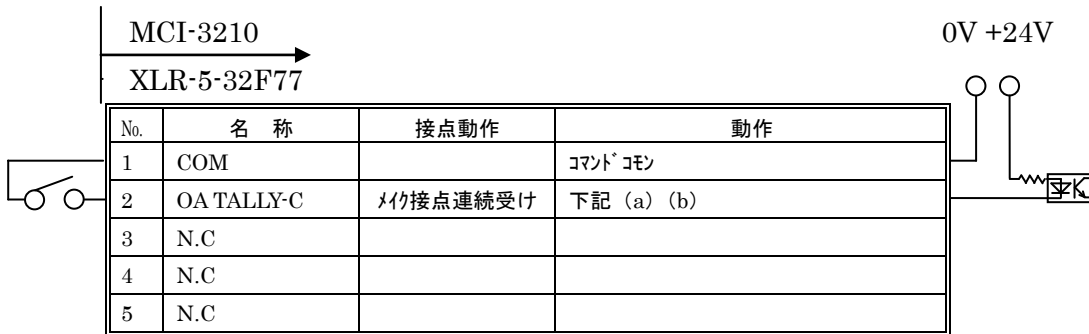 MCI-3210
0V +24V
XLR-5-32F77
No. 名 称 接点動作 動作
1 COM ｺﾏﾝﾄﾞｺﾓﾝ
2 OA TALLY-C ﾒｲｸ接点連続受け 下記（a）（b）
3 N.C
4 N.C
5 N.C